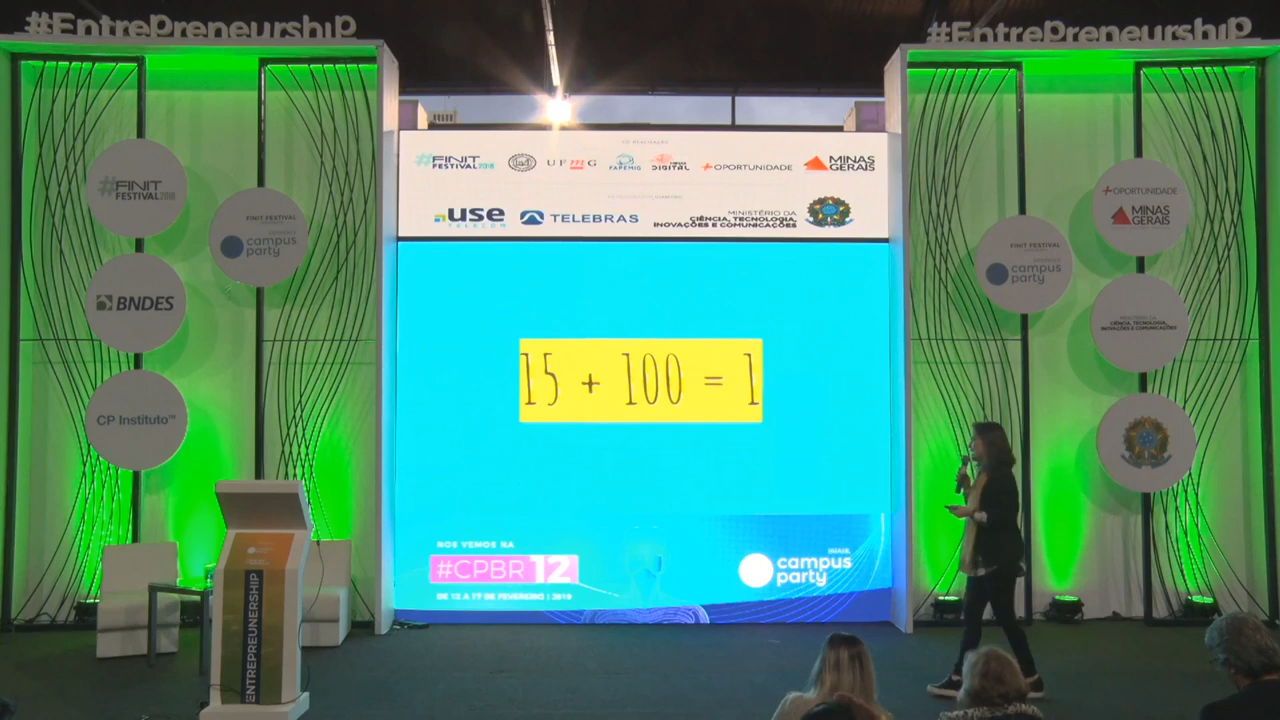 #EntrePreneurship
#EntrePreneurship
#FINIT
FESTIVAL 2018
FINIT FESTIVAL
campus
party
BNDES
CP Instituto™
#FINIT
FESTIVAL 2018
UFmG
FAPEMIG
MINAS
DIGITAL
+OPORTUNIDADE
MINAS
GERAIS
use
TELECOM
TELEBRAS
MINISTÉRIO DA
CIÊNCIA, TECNOLOGIA,
INOVAÇÕES E COMUNICAÇÕES
15 + 100 = 1
NOS VEMOS NA
#CPBR12
DE 12 A 17 DE FEVEREIRO | 2019
BRASIL
campus
party
+OPORTUNIDADE
MINAS
GERAIS
FINIT FESTIVAL
campus
party
MINISTÉRIO DA
CIÊNCIA, TECNOLOGIA,
INOVAÇÕES E COMUNICAÇÕES
ENTREPREUNERSHIP